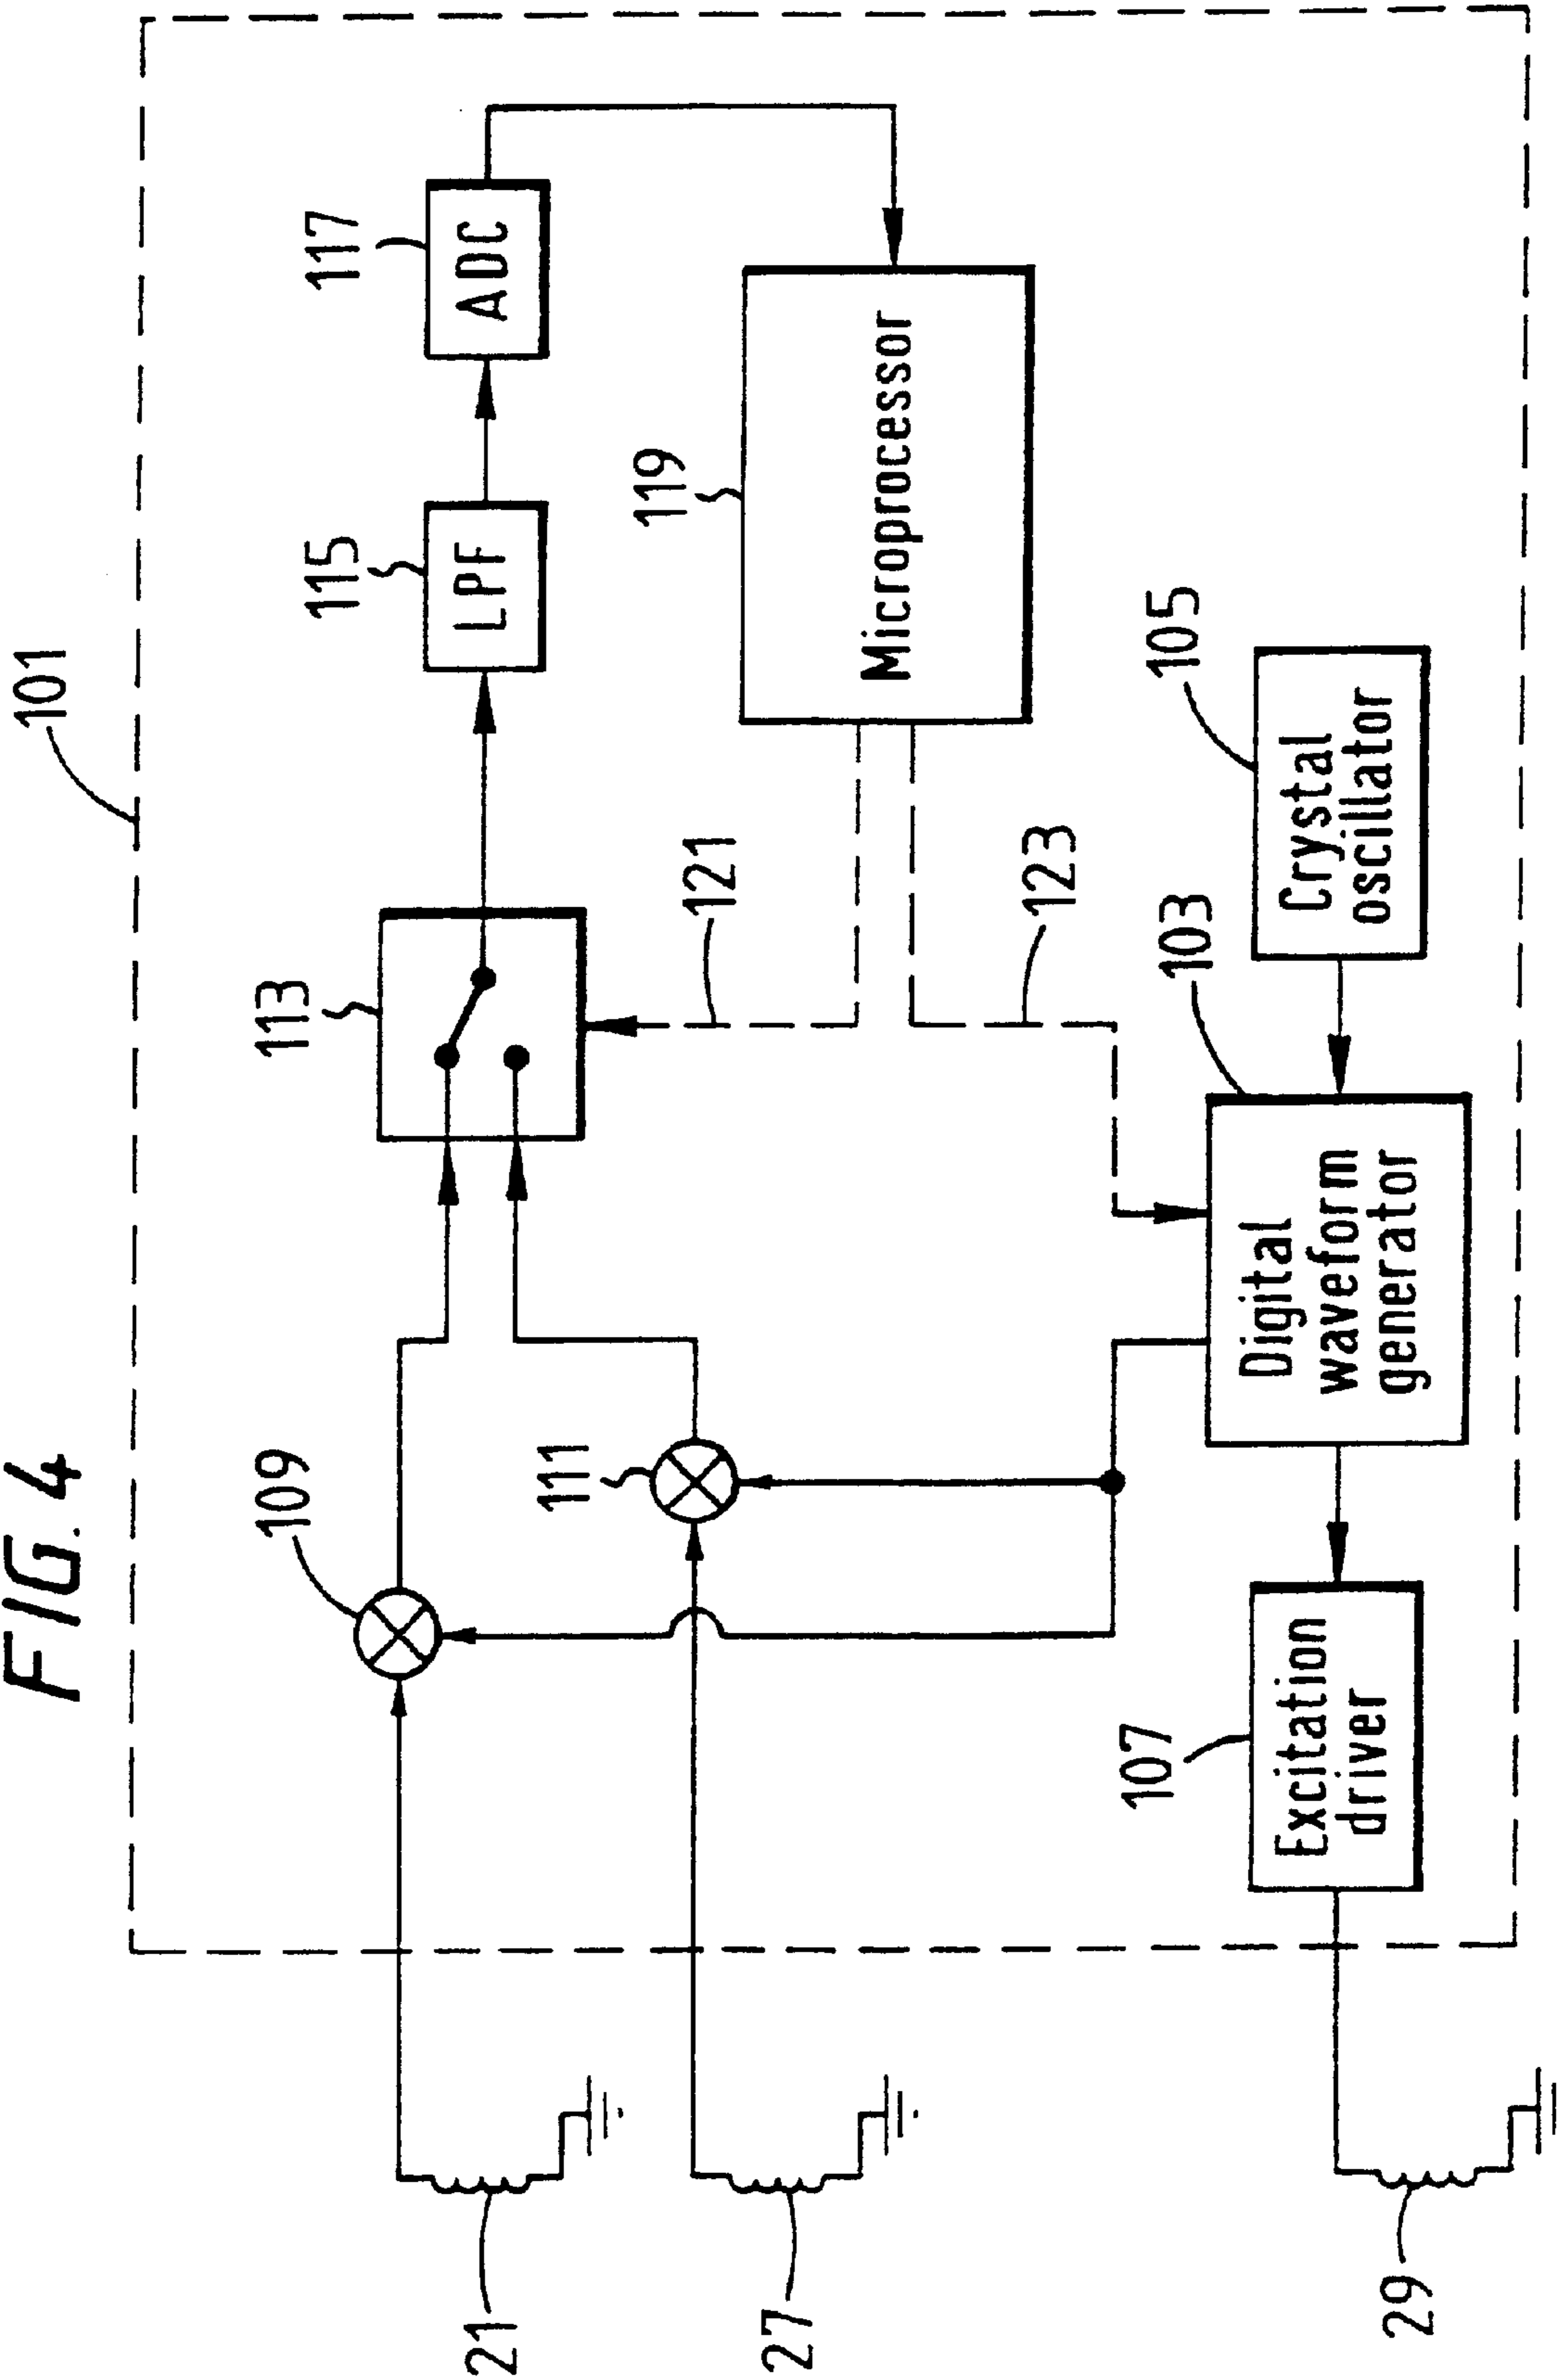 FIG. 4
101
109
113
115
117
LPF
ADC
111
121
119
Microprocessor
123
21
27
107
103
105
Excitation
driver
Digital
waveform
generator
Crystal
oscillator
29